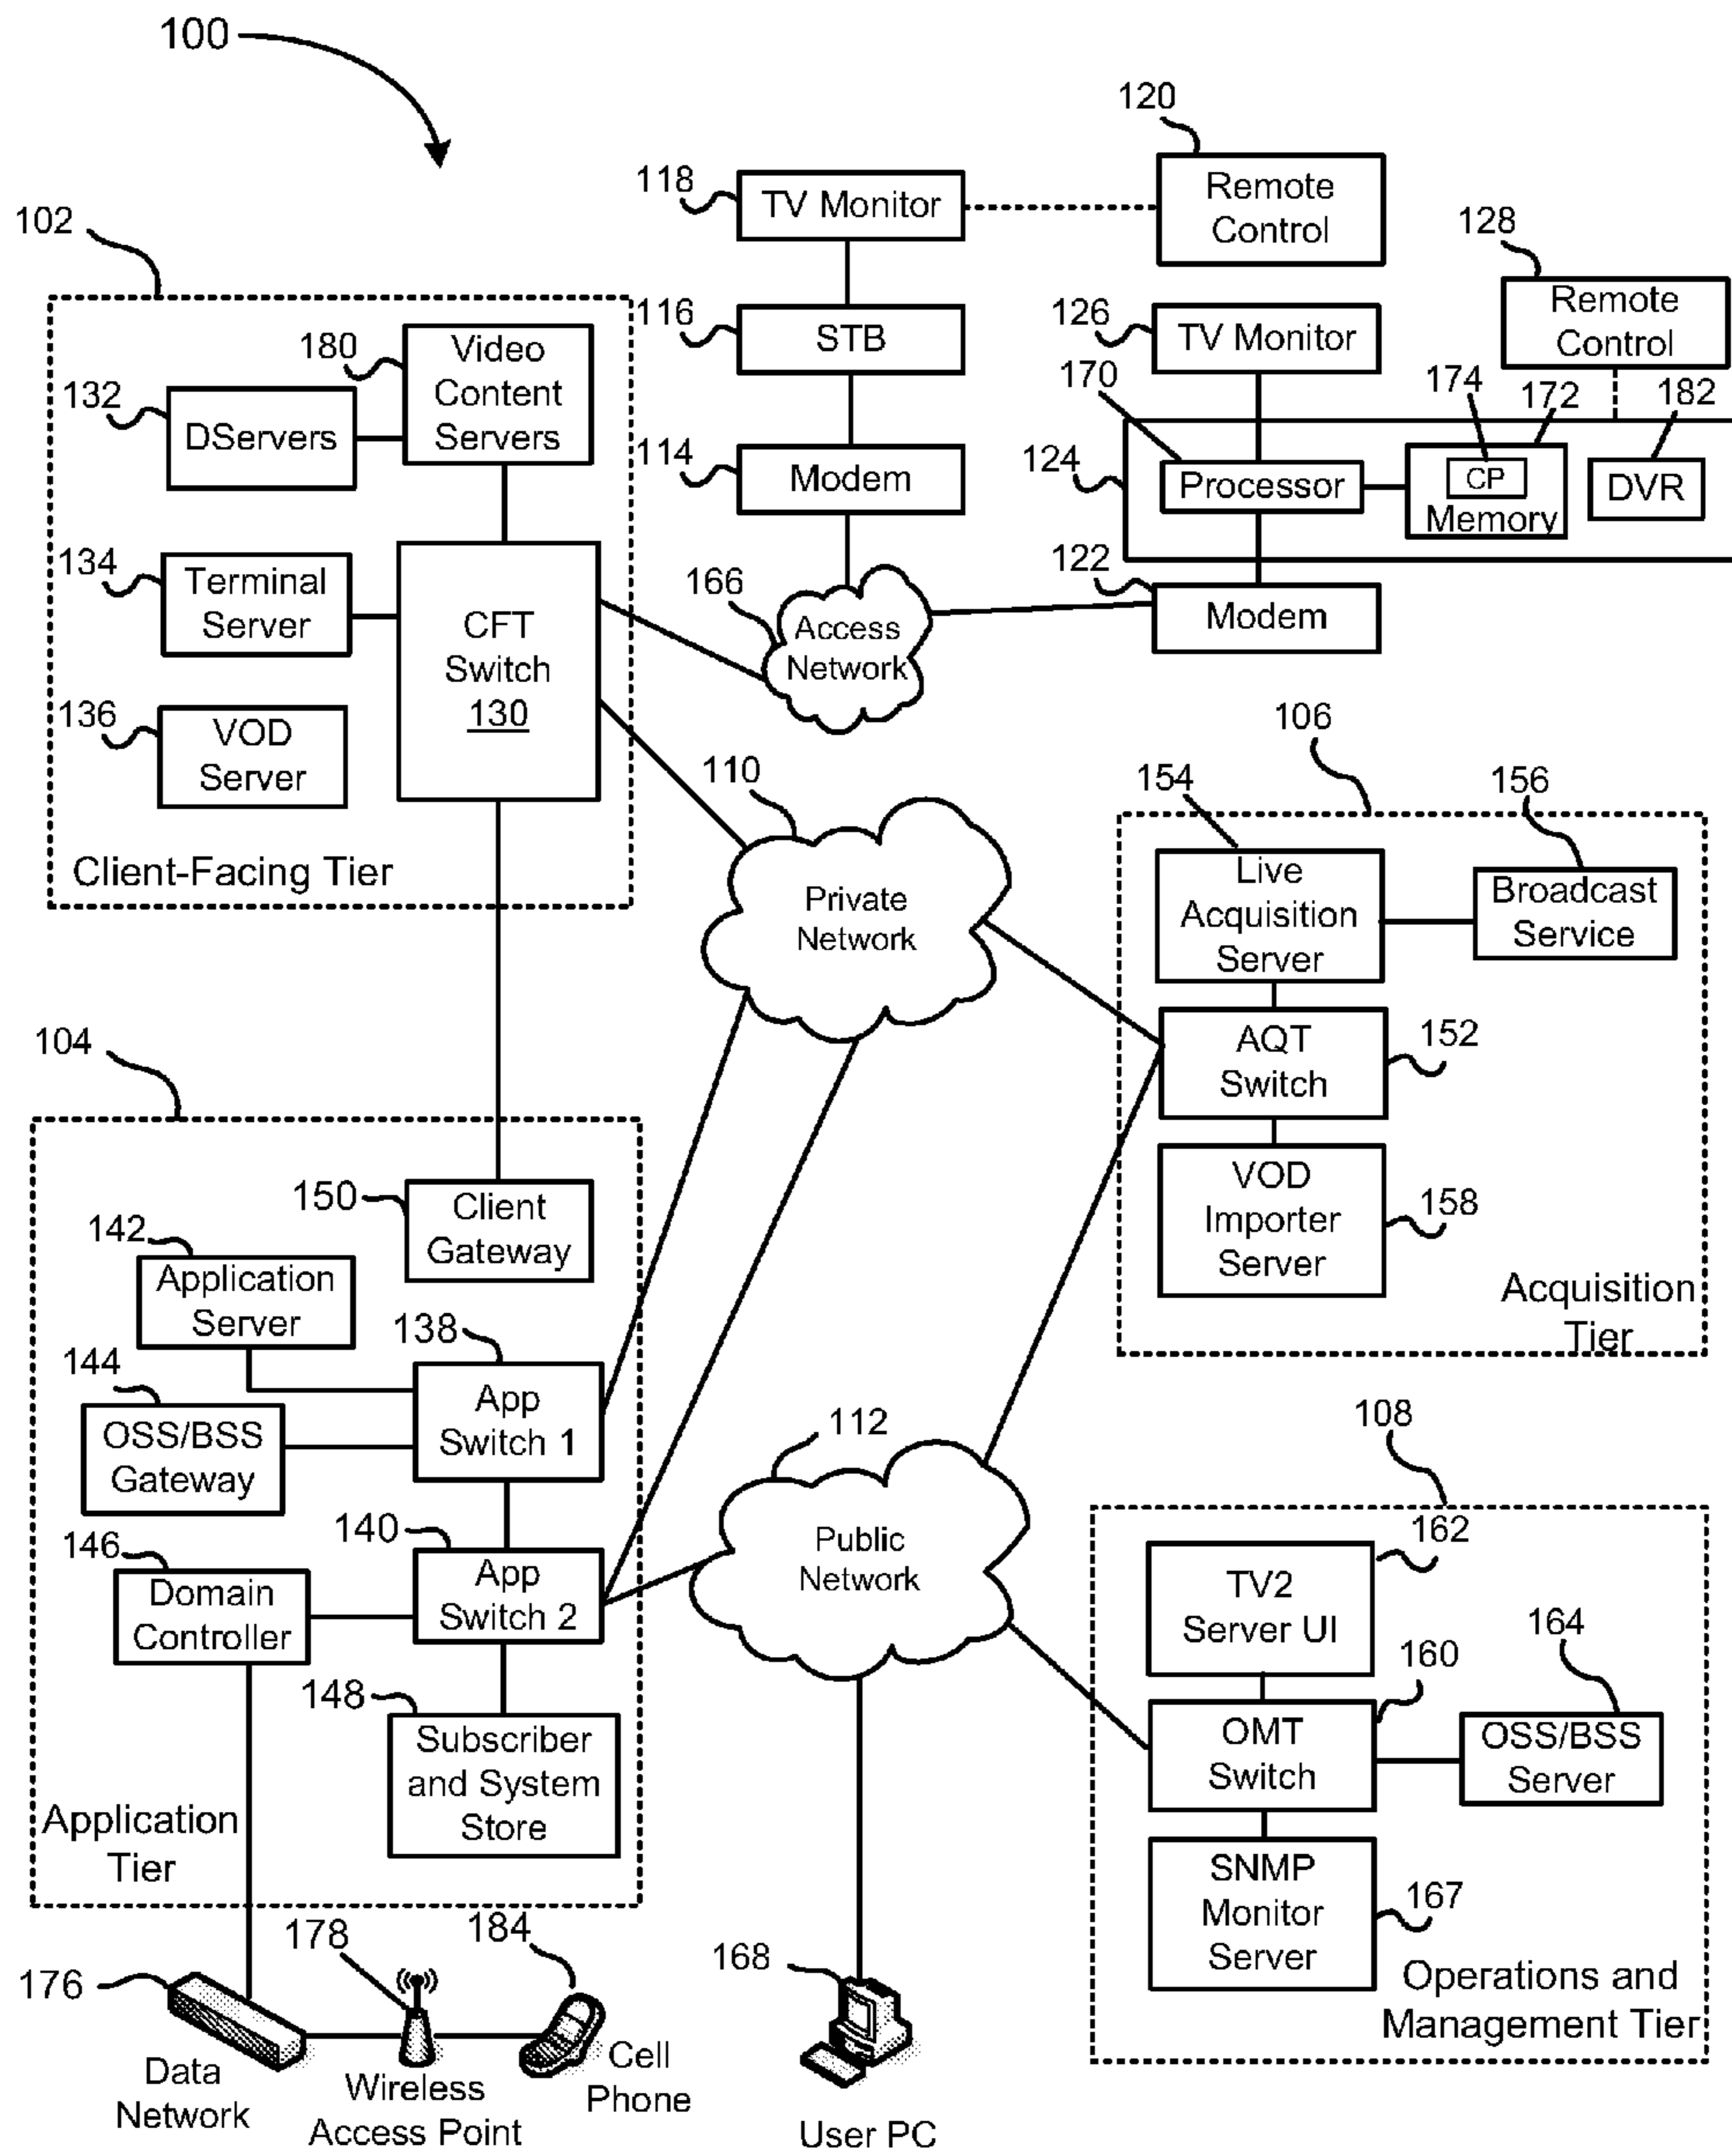 100
120
118
TV Monitor
Remote
Control
102
128
Remote
Control
116
STB
126
TV Monitor
180
Video
Content
Servers
132
DServers
170
174
172
182
114
Modem
124
Processor
CP
Memory
DVR
134
Terminal
Server
CFT
Switch
130
166
Access
Network
122
Modem
136
VOD
Server
Client-Facing Tier
110
Private
Network
106
154
156
Live
Acquisition
Server
Broadcast
Service
104
AQT
Switch
152
150
Client
Gateway
VOD
Importer
Server
158
Acquisition
Tier
142
Application
Server
138
App
Switch 1
144
OSS/BSS
Gateway
112
Public
Network
108
140
App
Switch 2
146
Domain
Controller
162
TV2
Server UI
160
164
OMT
Switch
OSS/BSS
Server
148
Subscriber
and System
Store
Application
Tier
SNMP
Monitor
Server
167
Operations and
Management Tier
176
178
184
168
Data
Network
Wireless
Access Point
Cell
Phone
User PC